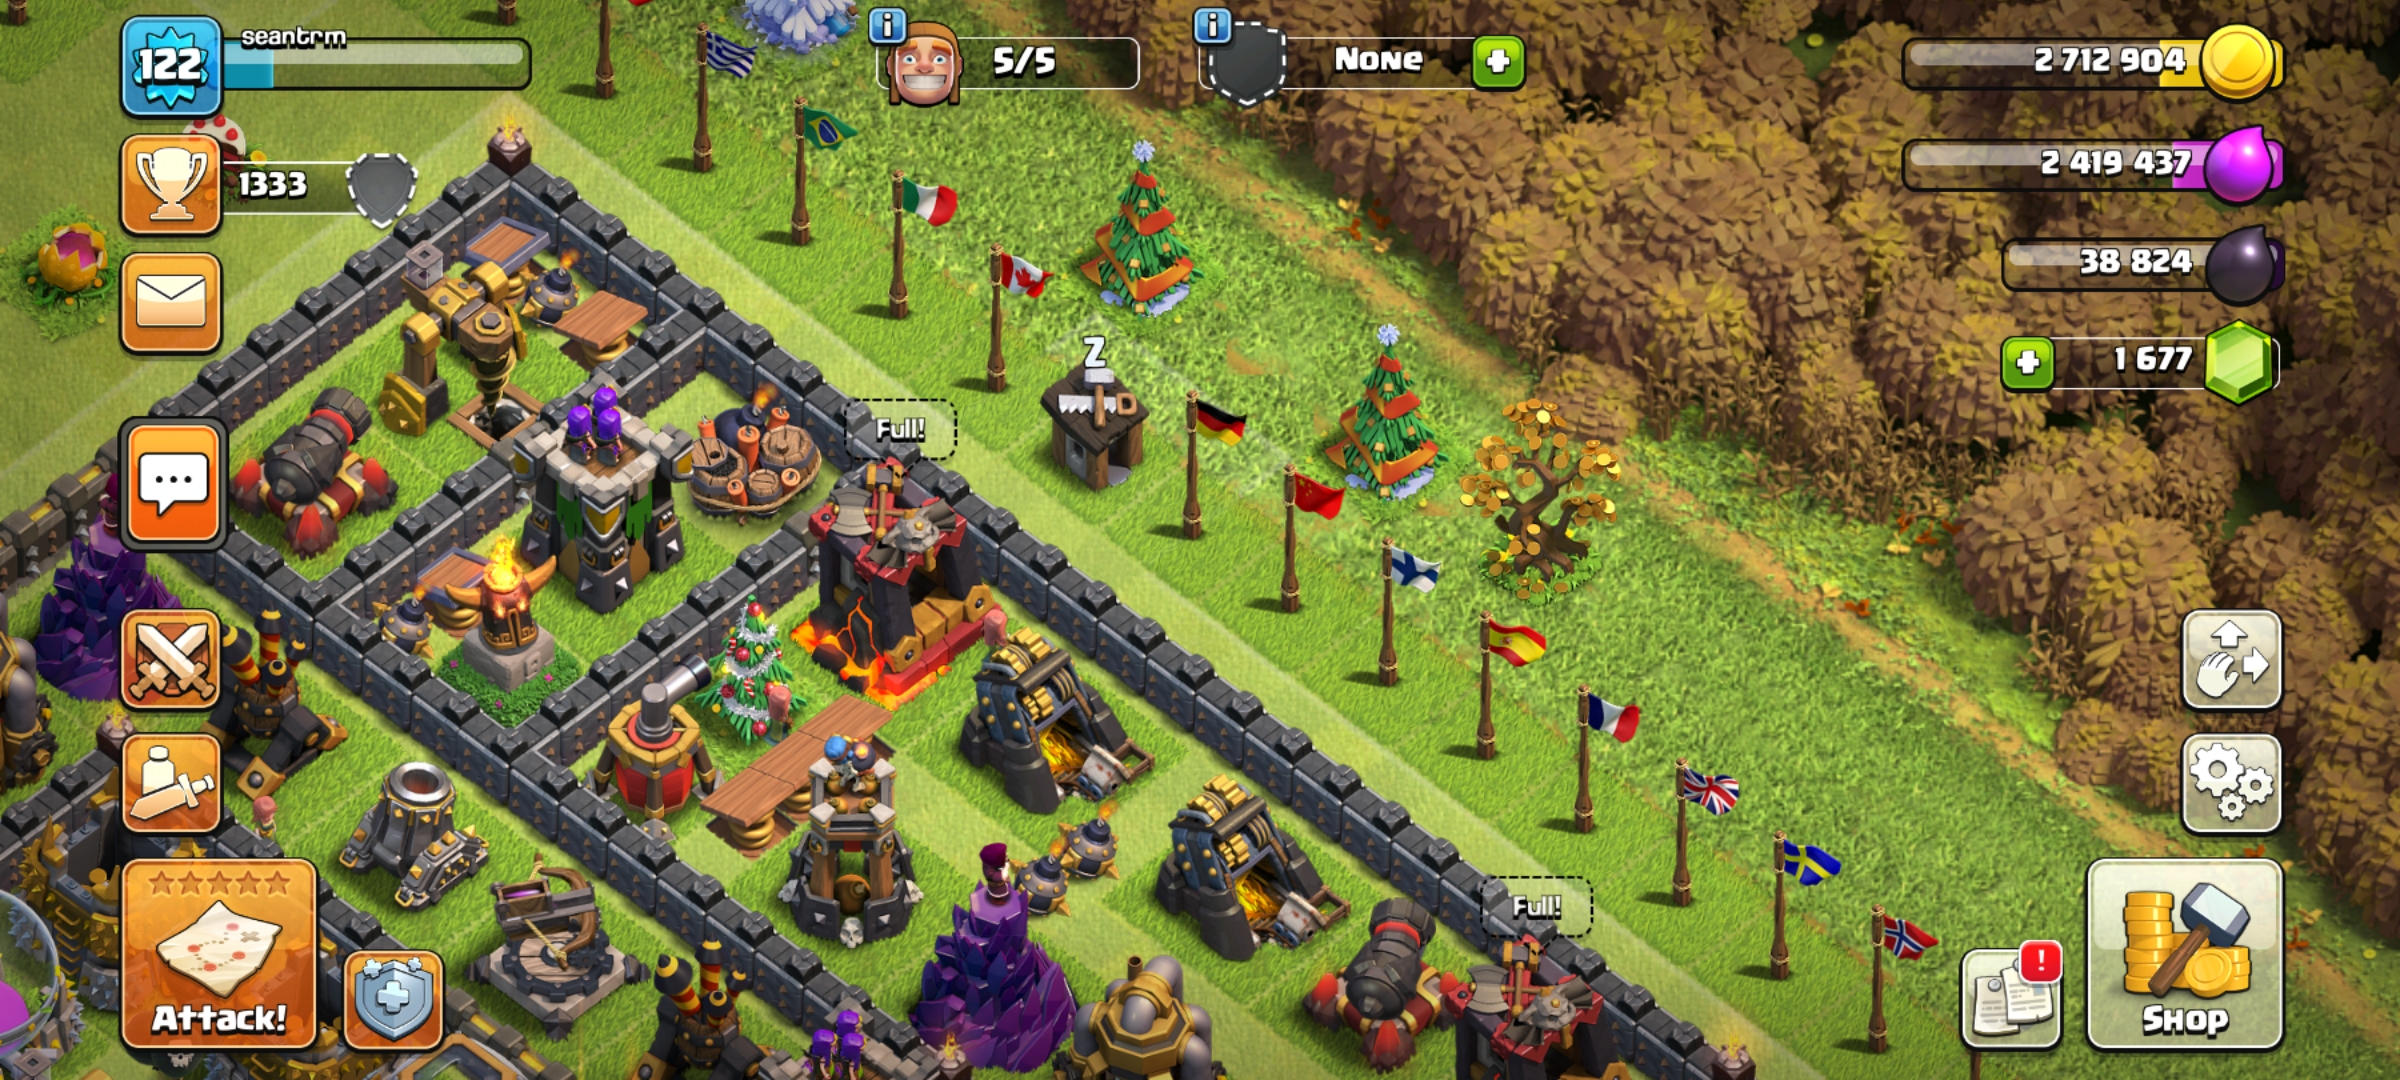 122
seantrm
5/5
None
2 712 904
1333
2 419 437
38 824
1 677
Z
Full!
Full!
Attack!
!
Shop